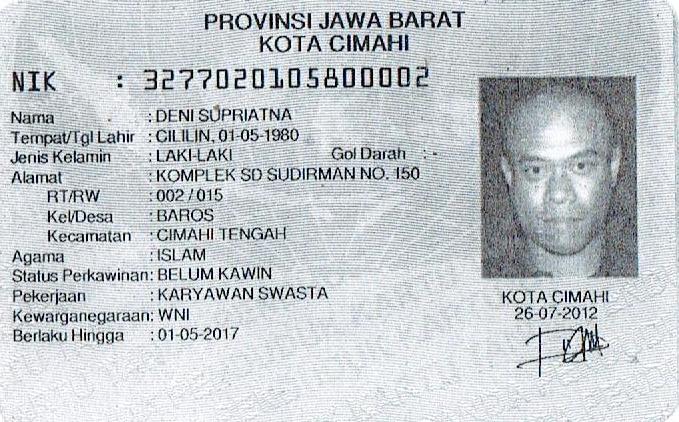 PROVINSI JAWA BARAT
KOTA CIMAHI
NIK : 3277020105800002
Nama : DENI SUPRIATNA
Tempat/Tgl Lahir : CILILIN, 01-05-1980
Jenis Kelamin : LAKI-LAKI Gol Darah : -
Alamat : KOMPLEK SD SUDIRMAN NO. 150
RT/RW : 002 / 015
Kel/Desa : BAROS
Kecamatan : CIMAHI TENGAH
Agama : ISLAM
Status Perkawinan: BELUM KAWIN
Pekerjaan : KARYAWAN SWASTA
Kewarganegaraan: WNI
Berlaku Hingga : 01-05-2017
KOTA CIMAHI
26-07-2012